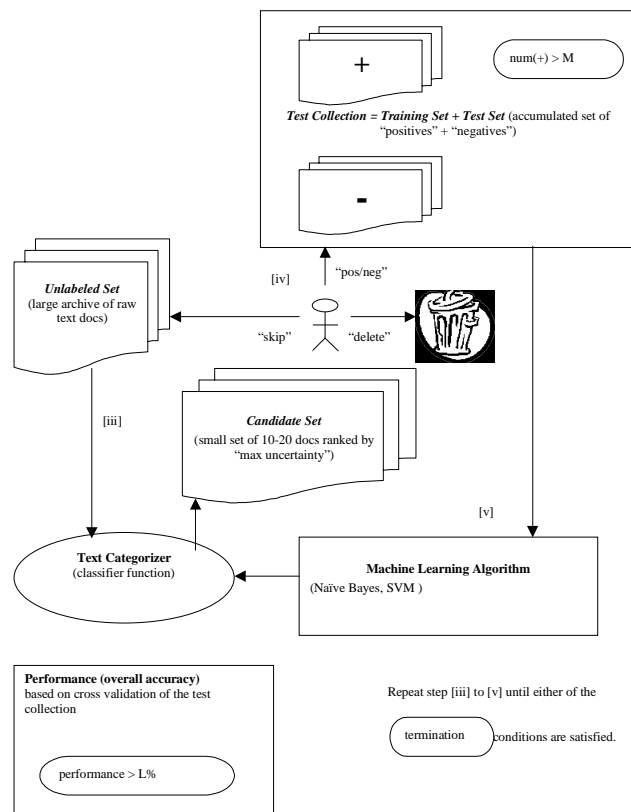 +
num(+) > M
Test Collection = Training Set + Test Set (accumulated set of
“positives” + “negatives”)
-
Unlabeled Set
(large archive of raw
text docs)
[iv]
“pos/neg”
“skip”
“delete”
[iii]
Candidate Set
(small set of 10-20 docs ranked by
“max uncertainty”)
[v]
Text Categorizer
(classifier function)
Machine Learning Algorithm
(Naïve Bayes, SVM )
Performance (overall accuracy)
based on cross validation of the test
collection
performance > L%
Repeat step [iii] to [v] until either of the
termination conditions are satisfied.